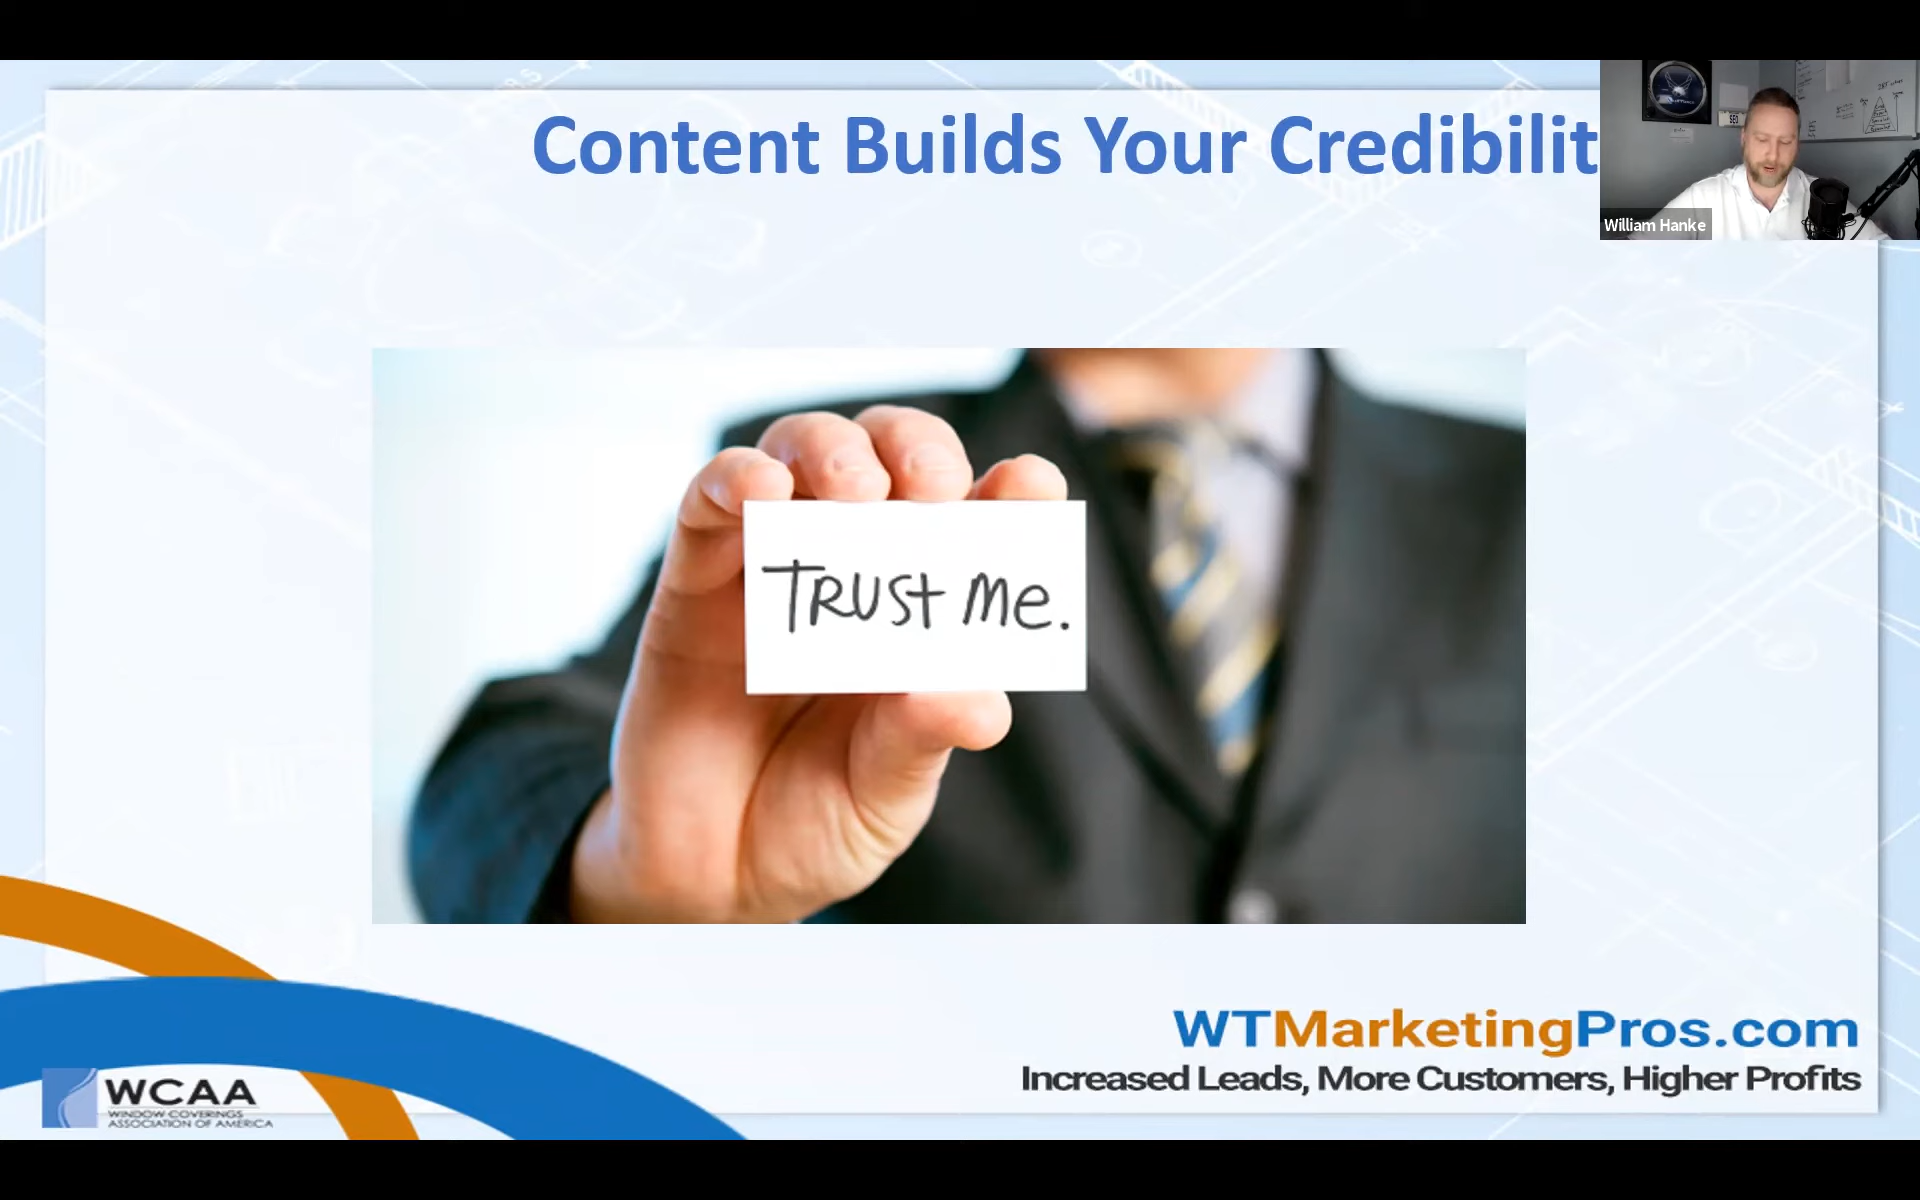 Content Builds Your Credibilit
SEO
William Hanke
TRUST ME.
WTMarketingPros.com
Increased Leads, More Customers, Higher Profits
WCAA
WINDOW COVERINGS
ASSOCIATION OF AMERICA